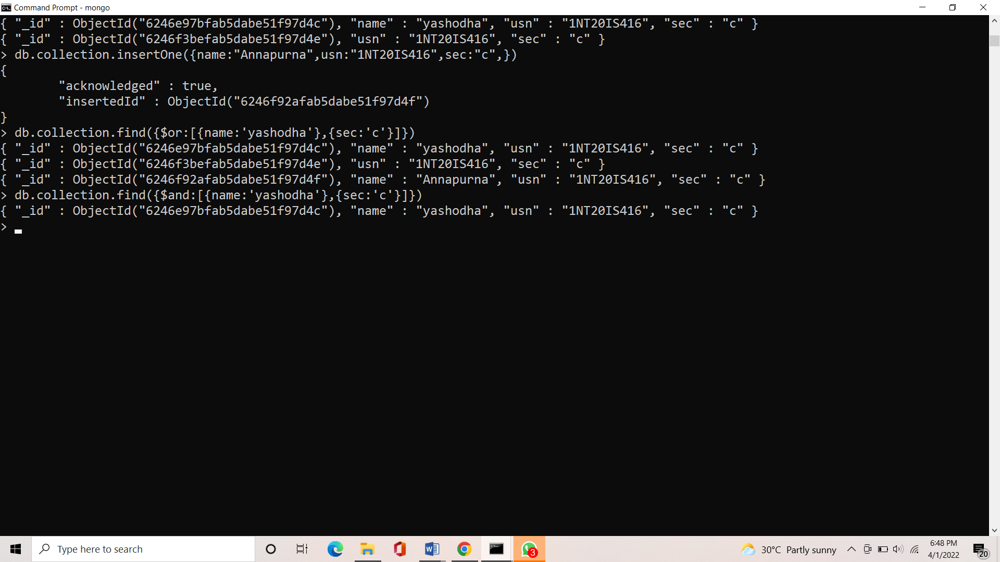 Command Prompt - mongo
{ "_id" : ObjectId("6246e97bfab5dabe51f97d4c"), "name" : "yashodha", "usn" : "1NT20IS416", "sec" : "c" }
{ "_id" : ObjectId("6246f3befab5dabe51f97d4e"), "usn" : "1NT20IS416", "sec" : "c" }
> db.collection.insertOne({name:"Annapurna",usn:"1NT20IS416",sec:"c",})
{
        "acknowledged" : true,
        "insertedId" : ObjectId("6246f92afab5dabe51f97d4f")
}
> db.collection.find({$or:[{name:'yashodha'},{sec:'c'}]})
{ "_id" : ObjectId("6246e97bfab5dabe51f97d4c"), "name" : "yashodha", "usn" : "1NT20IS416", "sec" : "c" }
{ "_id" : ObjectId("6246f3befab5dabe51f97d4e"), "usn" : "1NT20IS416", "sec" : "c" }
{ "_id" : ObjectId("6246f92afab5dabe51f97d4f"), "name" : "Annapurna", "usn" : "1NT20IS416", "sec" : "c" }
> db.collection.find({$and:[{name:'yashodha'},{sec:'c'}]})
{ "_id" : ObjectId("6246e97bfab5dabe51f97d4c"), "name" : "yashodha", "usn" : "1NT20IS416", "sec" : "c" }
>
Type here to search
3
30°C Partly sunny
6:48 PM
4/1/2022
20